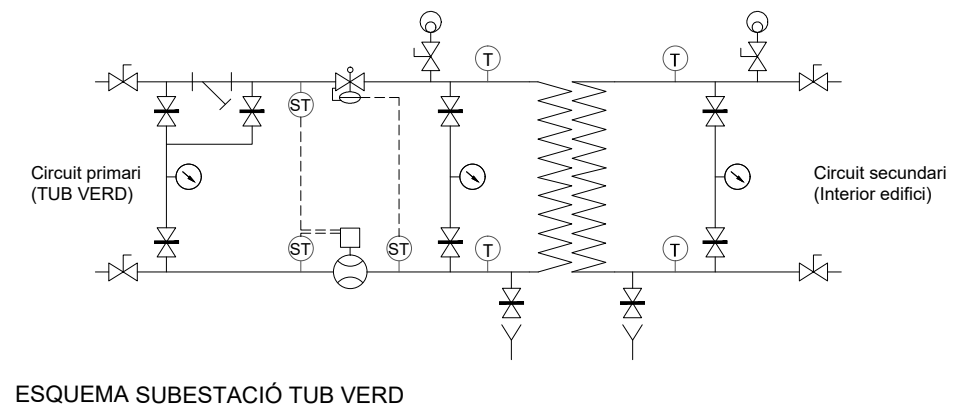 T
T
ST
Circuit primari
(TUB VERD)
Circuit secundari
(Interior edifici)
ST
ST
T
T
ESQUEMA SUBESTACIÓ TUB VERD